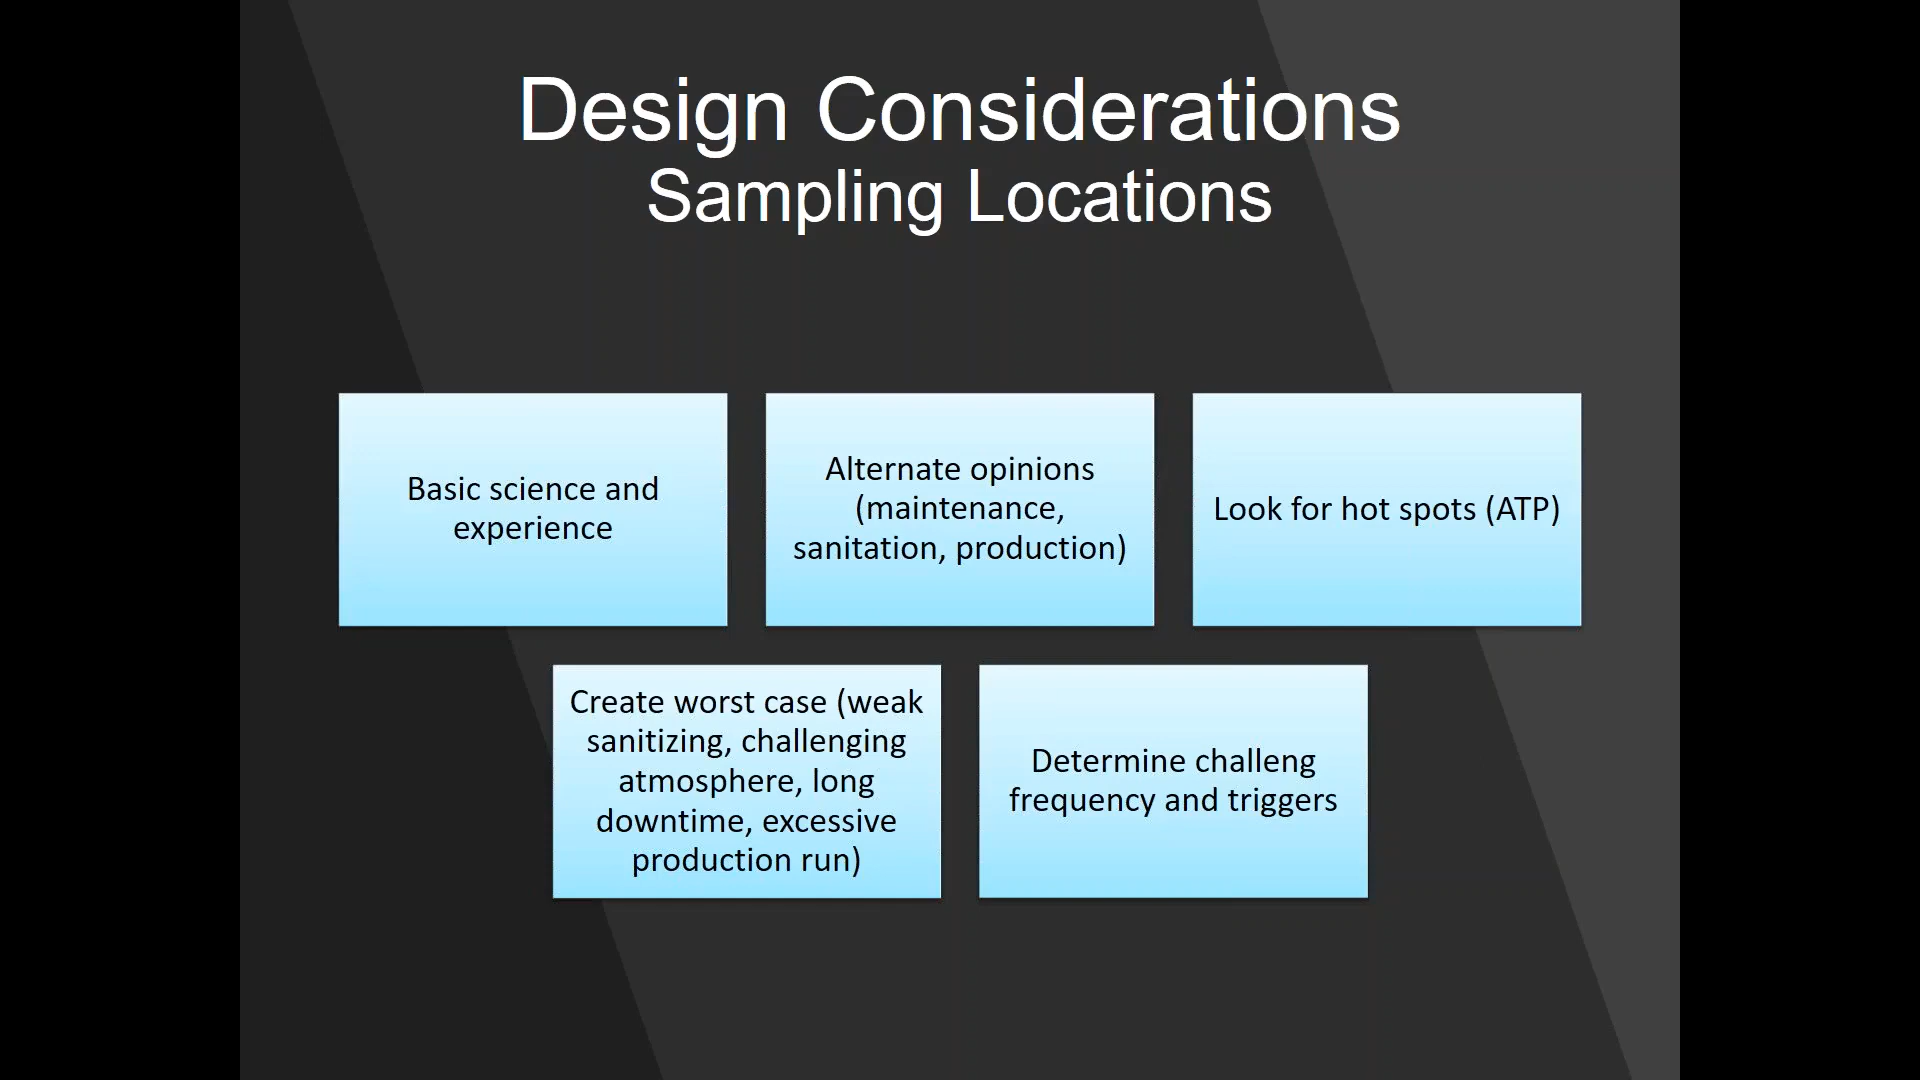 Design Considerations
Sampling Locations
Basic science and
experience
Alternate opinions
(maintenance,
sanitation, production)
Look for hot spots (ATP)
Create worst case (weak
sanitizing, challenging
atmosphere, long
downtime, excessive
production run)
Determine challeng
frequency and triggers